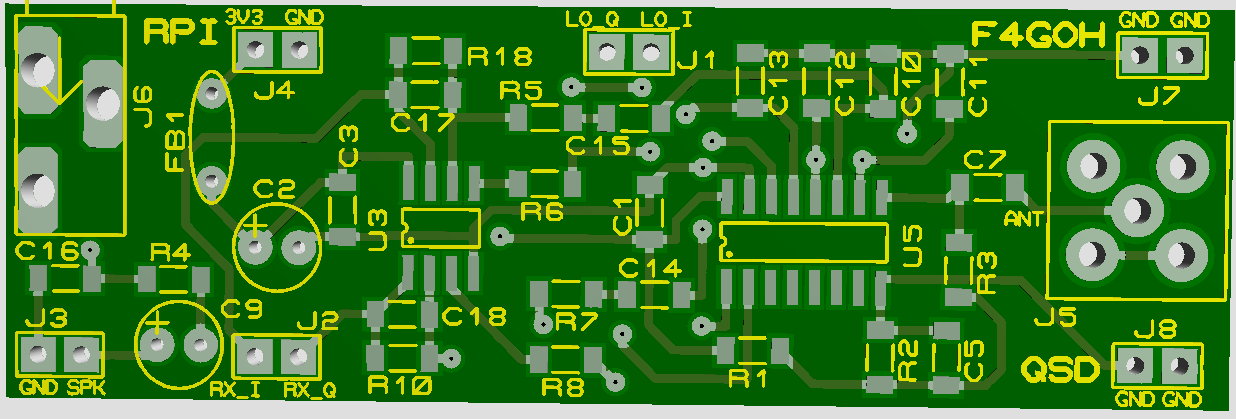 RPI 3V3 GND LO_Q LO_I F4GOH GND GND
J6 J4 R18 J1 J7
FB1 C17 R5 C15 C13 C12 C10 C11
C3 C2 U3 R6 C1 U5 C7 ANT
C16 R4 C14 R3
J3 C9 J2 C18 R7 J5 J8
GND SPK RX_I RX_Q R10 R8 R1 R2 C5 QSD GND GND